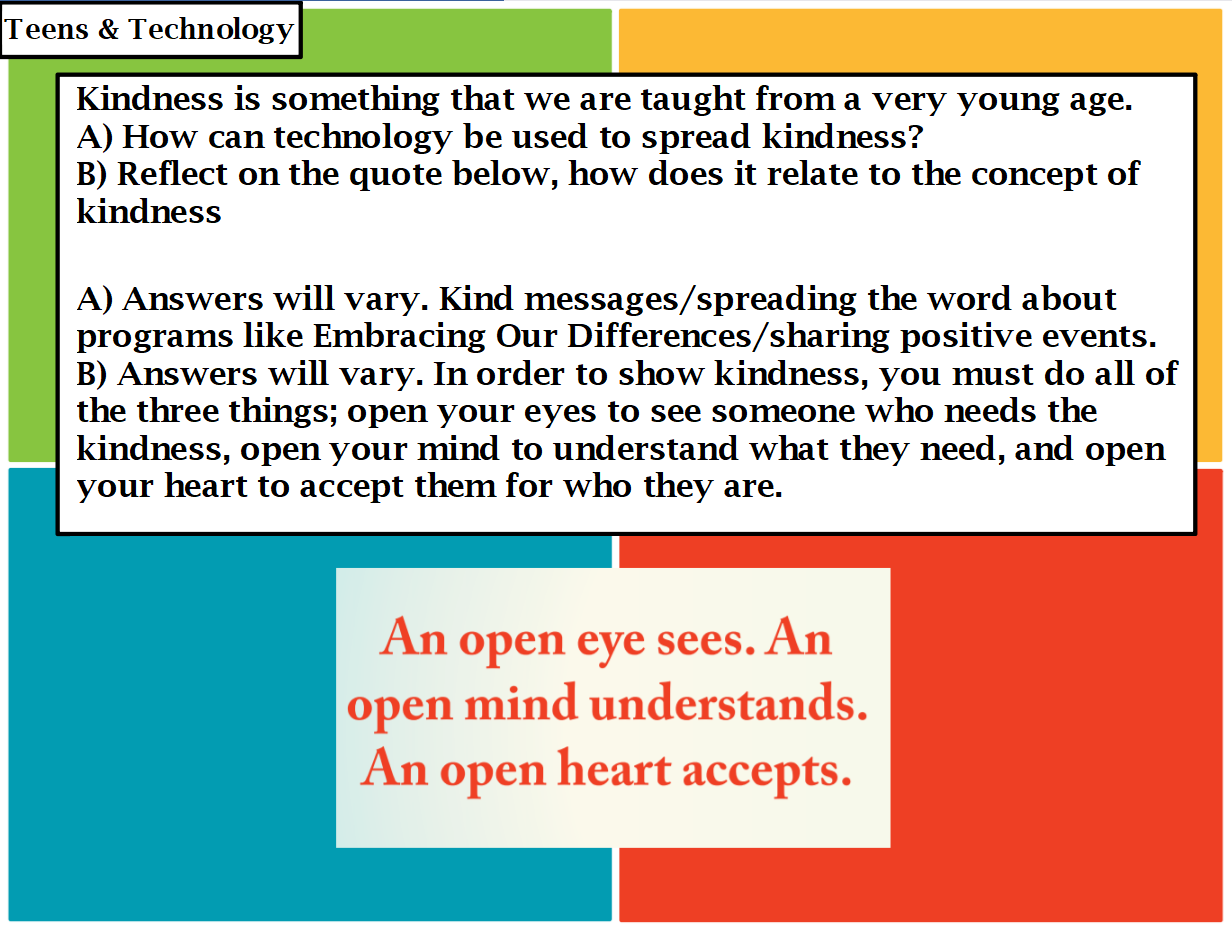 Teens & Technology
Kindness is something that we are taught from a very young age.
A) How can technology be used to spread kindness?
B) Reflect on the quote below, how does it relate to the concept of
kindness
A) Answers will vary. Kind messages/spreading the word about
programs like Embracing Our Differences/sharing positive events.
B) Answers will vary. In order to show kindness, you must do all of
the three things; open your eyes to see someone who needs the
kindness, open your mind to understand what they need, and open
your heart to accept them for who they are.
An open eye sees. An
open mind understands.
An open heart accepts.